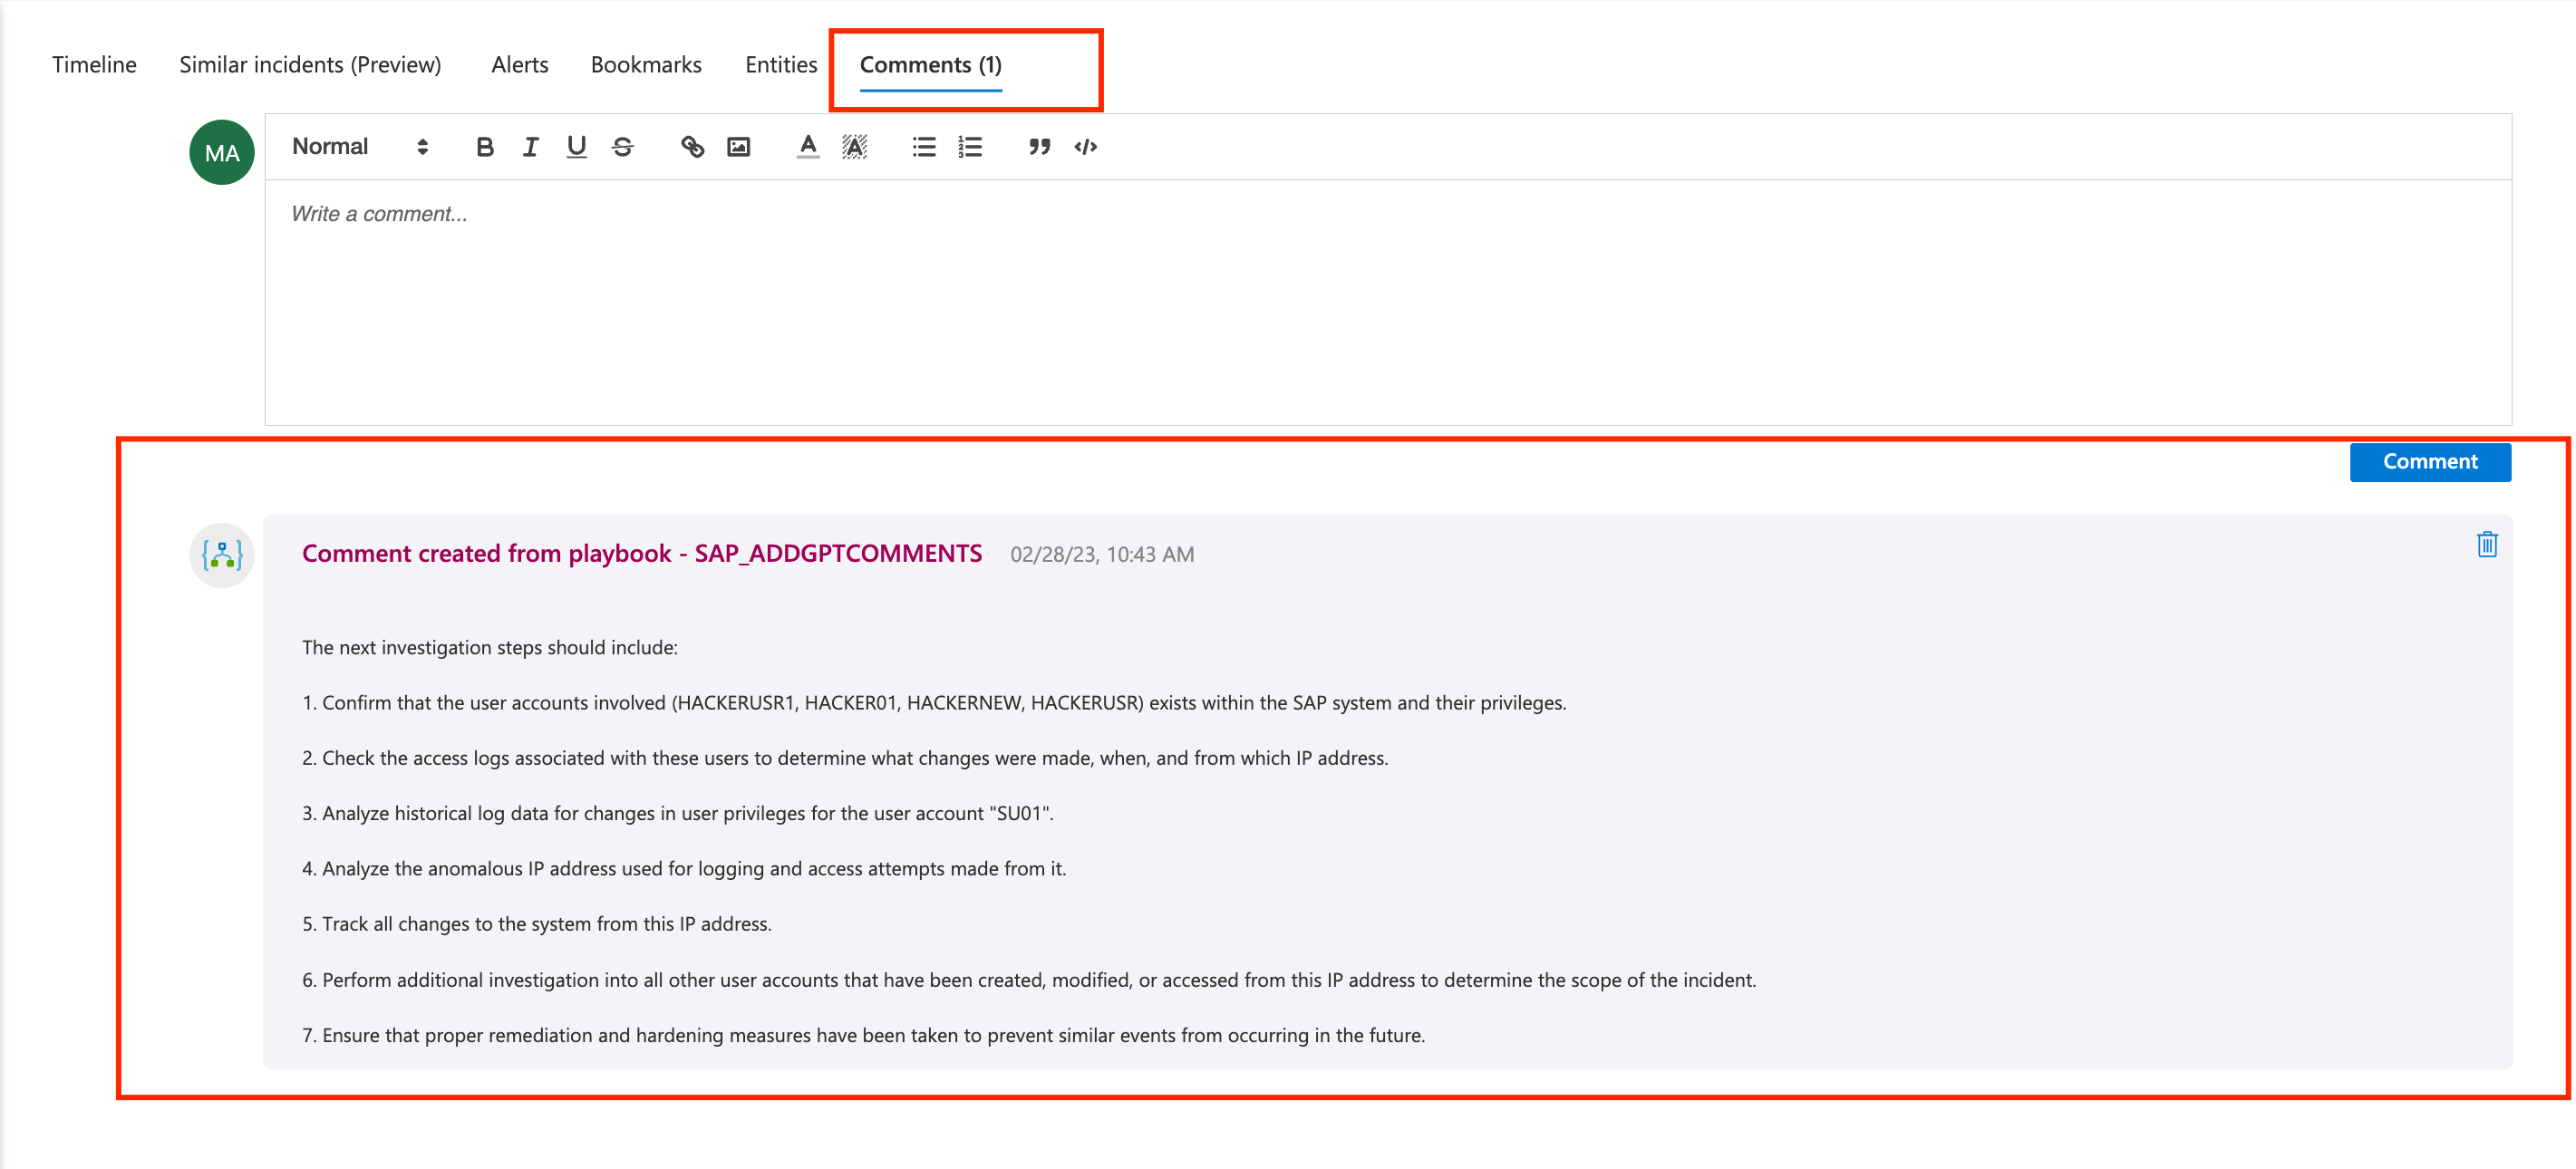 Timeline Similar incidents (Preview) Alerts Bookmarks Entities Comments (1)
MA
Normal B I U S A A
Write a comment...
Comment
Comment created from playbook - SAP_ADDGPTCOMMENTS 02/28/23, 10:43 AM
The next investigation steps should include:
1. Confirm that the user accounts involved (HACKERUSR1, HACKER01, HACKERNEW, HACKERUSR) exists within the SAP system and their privileges.
2. Check the access logs associated with these users to determine what changes were made, when, and from which IP address.
3. Analyze historical log data for changes in user privileges for the user account "SU01".
4. Analyze the anomalous IP address used for logging and access attempts made from it.
5. Track all changes to the system from this IP address.
6. Perform additional investigation into all other user accounts that have been created, modified, or accessed from this IP address to determine the scope of the incident.
7. Ensure that proper remediation and hardening measures have been taken to prevent similar events from occurring in the future.